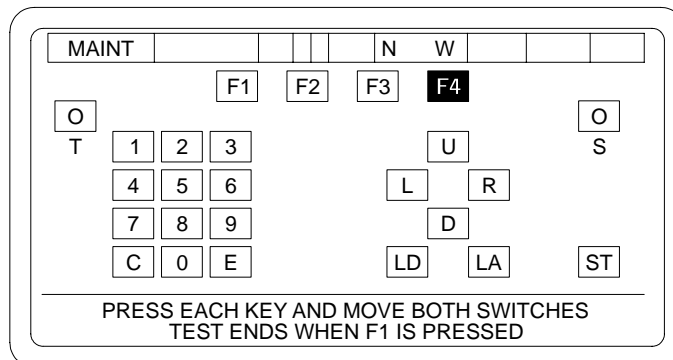 MAINT N W
F1 F2 F3 F4
O O
T 1 2 3 U S
4 5 6 L R
7 8 9 D
C 0 E LD LA ST
PRESS EACH KEY AND MOVE BOTH SWITCHES
TEST ENDS WHEN F1 IS PRESSED